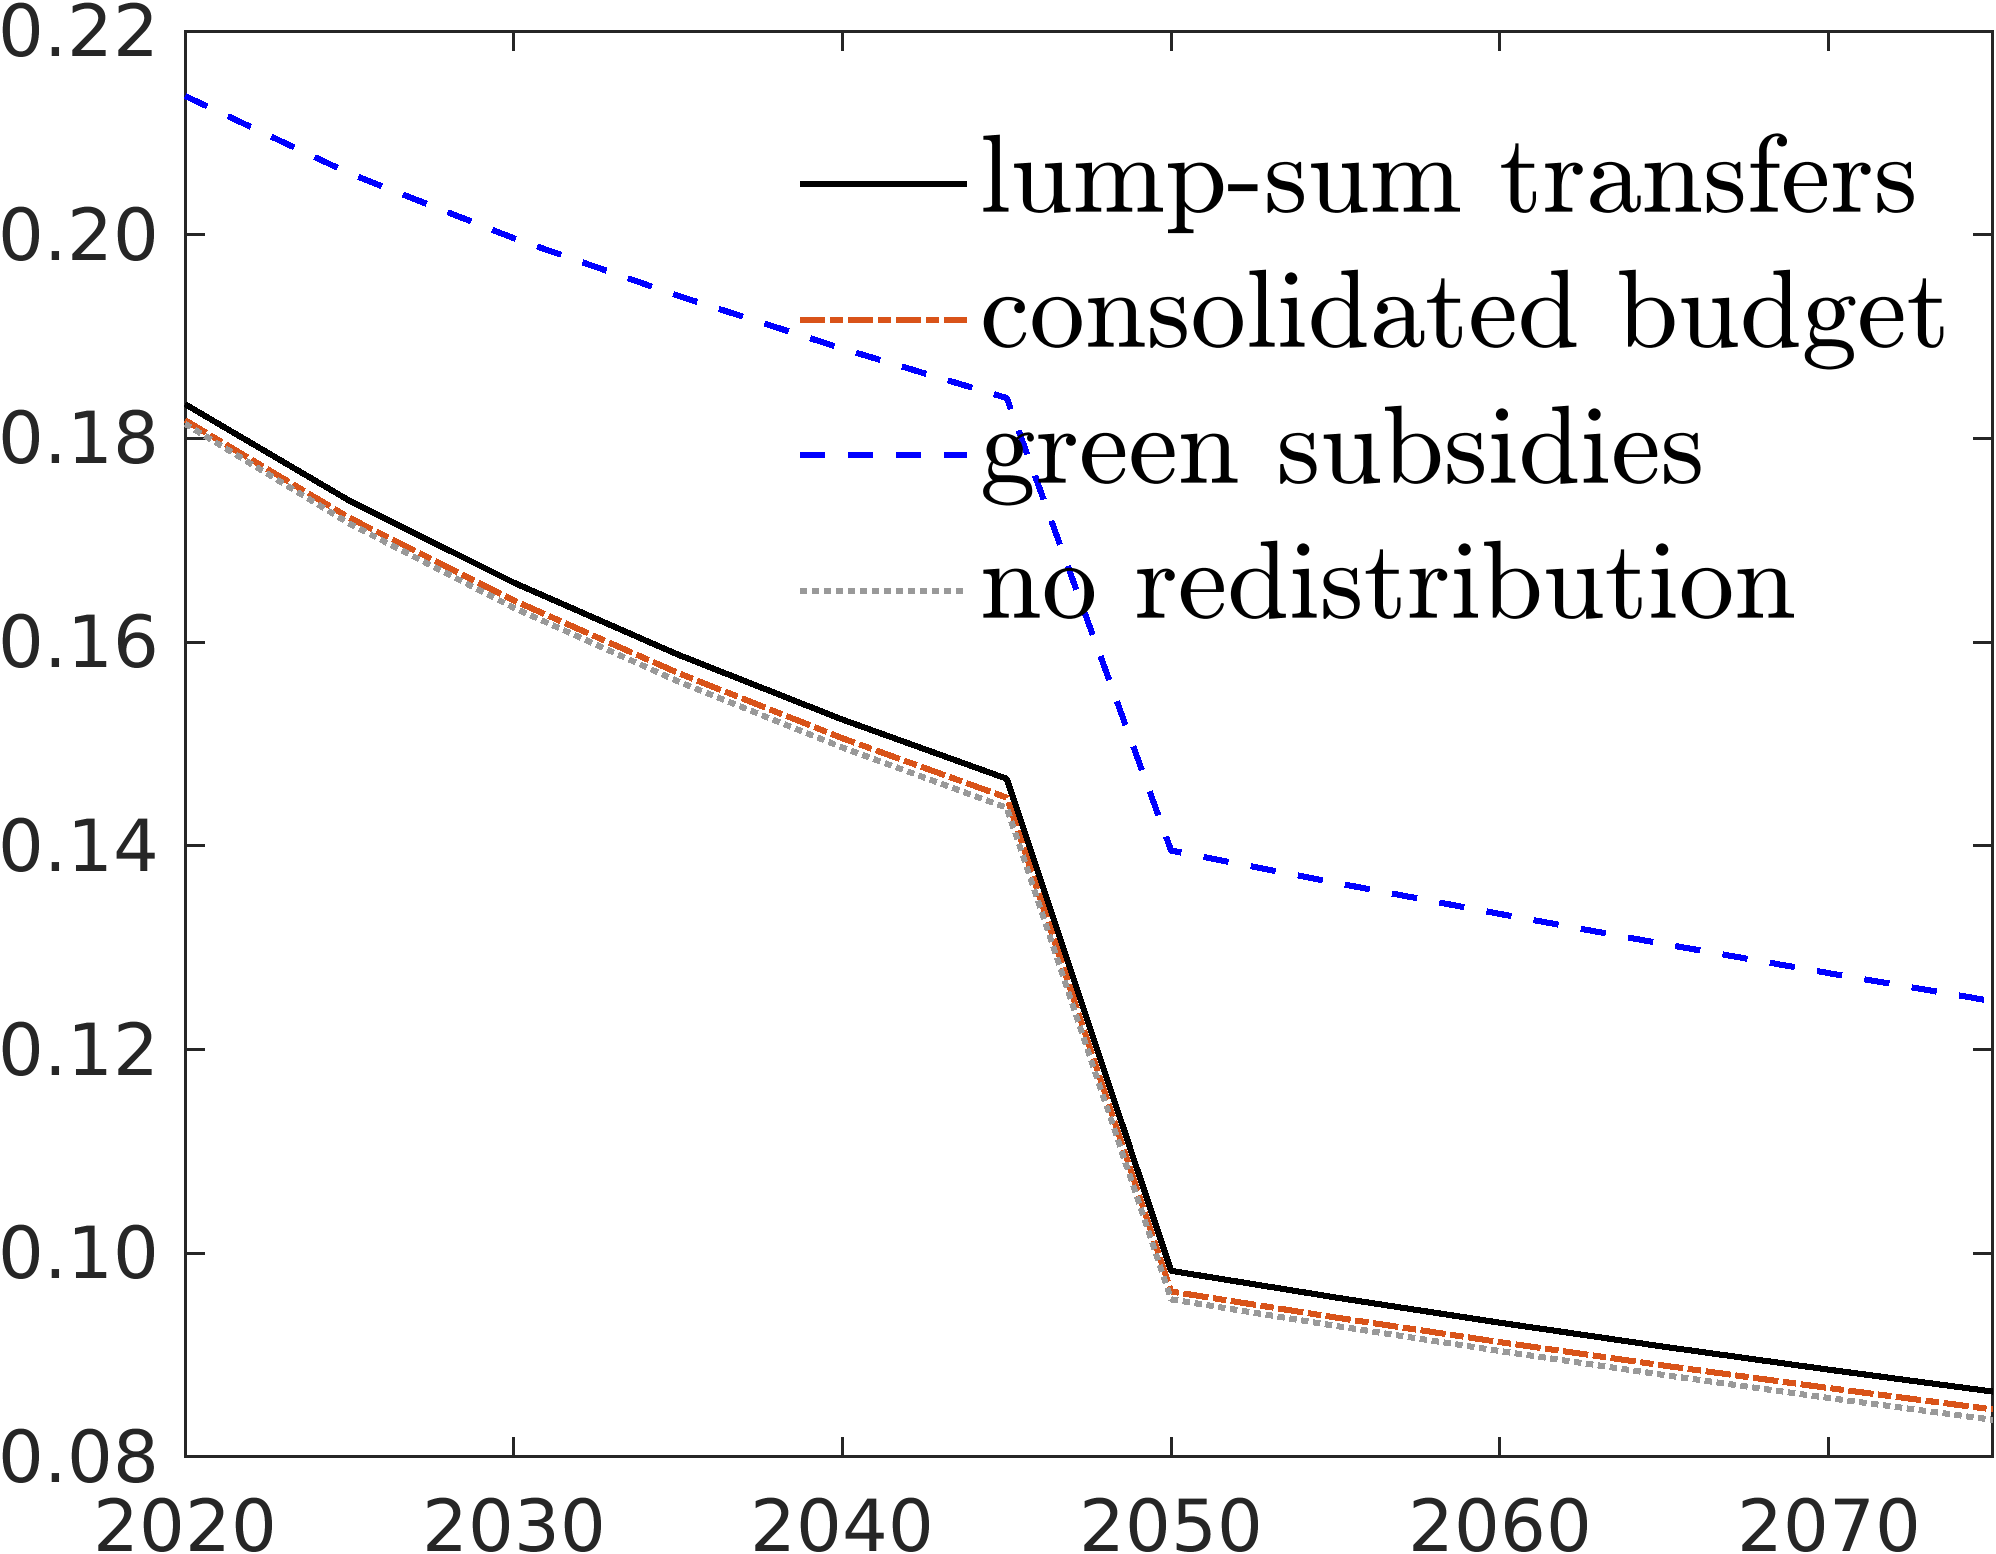 0.22
0.20
0.18
0.16
0.14
0.12
0.10
0.08
2020 2030 2040 2050 2060 2070
lump-sum transfers
consolidated budget
green subsidies
no redistribution